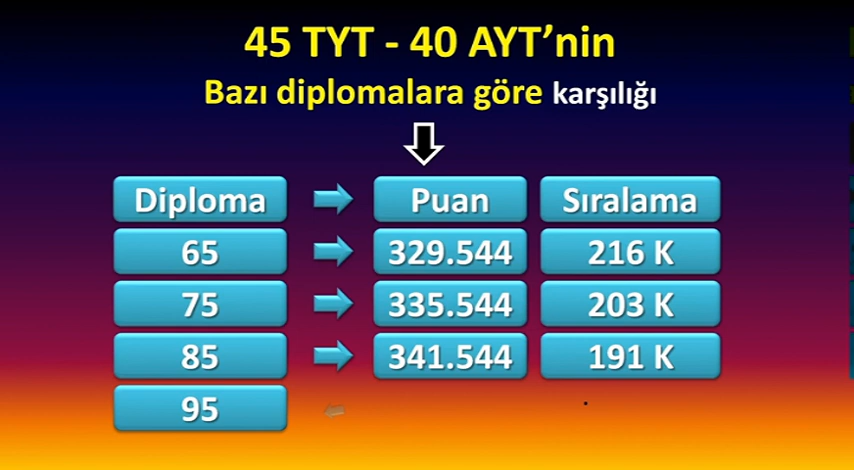 45 TYT - 40 AYT’nin
Bazı diplomalara göre karşılığı
Diploma Puan Sıralama
65 329.544 216 K
75 335.544 203 K
85 341.544 191 K
95